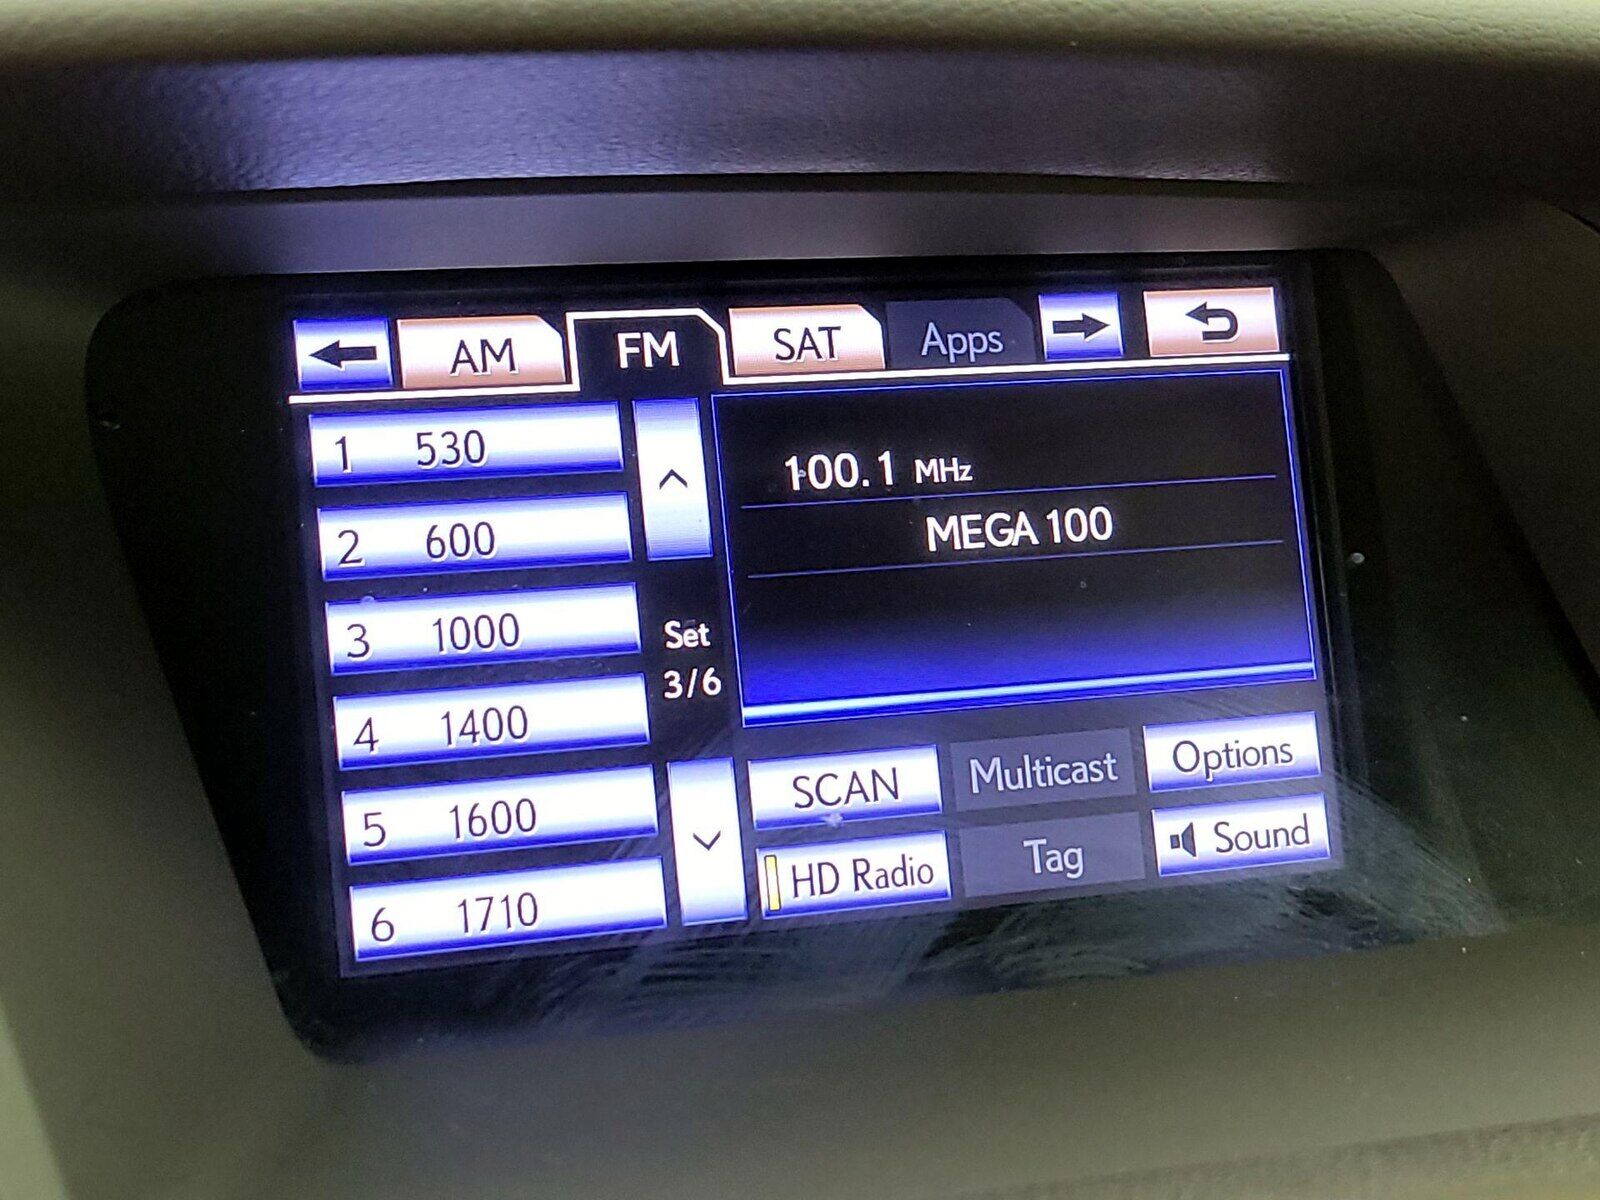 AM FM SAT Apps
1 530
2 600
3 1000
4 1400
5 1600
6 1710
Set
3/6
100.1 MHz
MEGA 100
SCAN Multicast Options
HD Radio Tag Sound